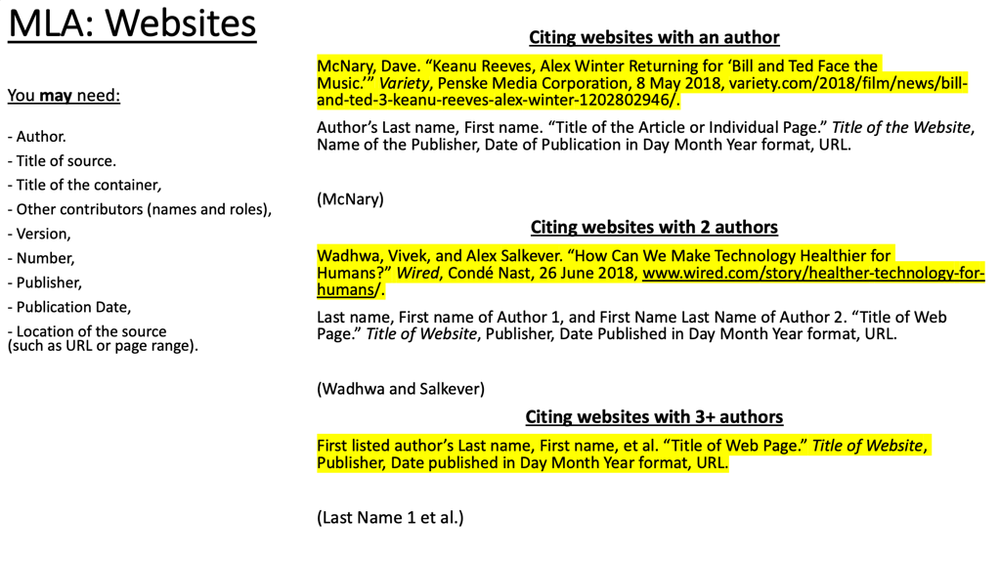 MLA: Websites
You may need:
- Author.
- Title of source.
- Title of the container,
- Other contributors (names and roles),
- Version,
- Number,
- Publisher,
- Publication Date,
- Location of the source
(such as URL or page range).
Citing websites with an author
McNary, Dave. “Keanu Reeves, Alex Winter Returning for ‘Bill and Ted Face the
Music.’” Variety, Penske Media Corporation, 8 May 2018, variety.com/2018/film/news/bill-
and-ted-3-keanu-reeves-alex-winter-1202802946/.
Author’s Last name, First name. “Title of the Article or Individual Page.” Title of the Website,
Name of the Publisher, Date of Publication in Day Month Year format, URL.
(McNary)
Citing websites with 2 authors
Wadhwa, Vivek, and Alex Salkever. “How Can We Make Technology Healthier for
Humans?” Wired, Condé Nast, 26 June 2018, www.wired.com/story/healther-technology-for-
humans/.
Last name, First name of Author 1, and First Name Last Name of Author 2. “Title of Web
Page.” Title of Website, Publisher, Date Published in Day Month Year format, URL.
(Wadhwa and Salkever)
Citing websites with 3+ authors
First listed author’s Last name, First name, et al. “Title of Web Page.” Title of Website,
Publisher, Date published in Day Month Year format, URL.
(Last Name 1 et al.)